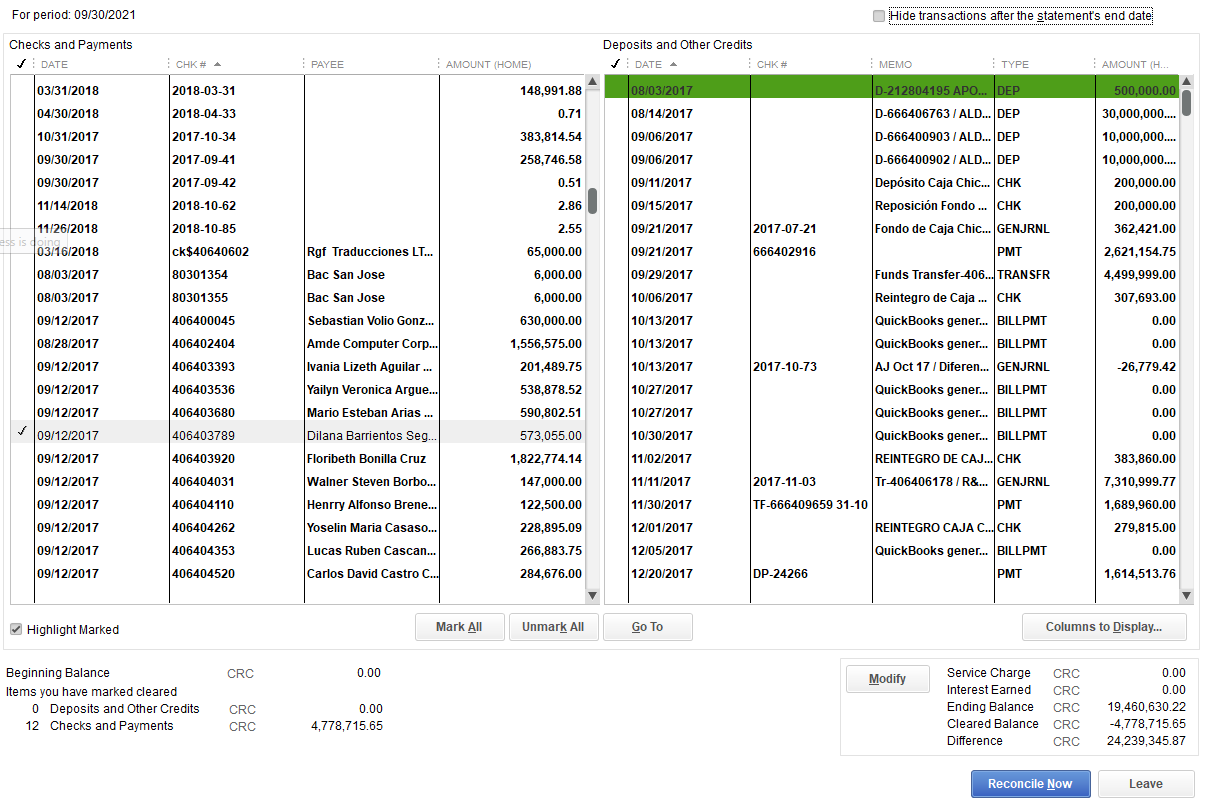 For period: 09/30/2021
Hide transactions after the statement's end date
Checks and Payments
✓ DATE CHK # PAYEE AMOUNT (HOME)
03/31/2018 2018-03-31 148,991.88
04/30/2018 2018-04-33 0.71
10/31/2017 2017-10-34 383,814.54
09/30/2017 2017-09-41 258,746.58
09/30/2017 2017-09-42 0.51
11/14/2018 2018-10-62 2.86
11/26/2018 2018-10-85 2.55
ess is doing
03/16/2018 ck$40640602 Rgf Traducciones LT... 65,000.00
08/03/2017 80301354 Bac San Jose 6,000.00
08/03/2017 80301355 Bac San Jose 6,000.00
09/12/2017 406400045 Sebastian Volio Gonz... 630,000.00
08/28/2017 406402404 Amde Computer Corp... 1,556,575.00
09/12/2017 406403393 Ivania Lizeth Aguilar ... 201,489.75
09/12/2017 406403536 Yailyn Veronica Argue... 538,878.52
09/12/2017 406403680 Mario Esteban Arias ... 590,802.51
✓ 09/12/2017 406403789 Dilana Barrientos Seg... 573,055.00
09/12/2017 406403920 Floribeth Bonilla Cruz 1,822,774.14
09/12/2017 406404031 Walner Steven Borbo... 147,000.00
09/12/2017 406404110 Henrry Alfonso Brene... 122,500.00
09/12/2017 406404262 Yoselin Maria Casaso... 228,895.09
09/12/2017 406404353 Lucas Ruben Cascan... 266,883.75
09/12/2017 406404520 Carlos David Castro C... 284,676.00
Deposits and Other Credits
✓ DATE CHK # MEMO TYPE AMOUNT (H...
08/03/2017 D-212804195 APO... DEP 500,000.00
08/14/2017 D-666406763 / ALD... DEP 30,000,000....
09/06/2017 D-666400903 / ALD... DEP 10,000,000....
09/06/2017 D-666400902 / ALD... DEP 10,000,000....
09/11/2017 Depósito Caja Chic... CHK 200,000.00
09/15/2017 Reposición Fondo ... CHK 200,000.00
09/21/2017 2017-07-21 Fondo de Caja Chic... GENJRNL 362,421.00
09/21/2017 666402916 PMT 2,621,154.75
09/29/2017 Funds Transfer-406... TRANSFR 4,499,999.00
10/06/2017 Reintegro de Caja ... CHK 307,693.00
10/13/2017 QuickBooks gener... BILLPMT 0.00
10/13/2017 QuickBooks gener... BILLPMT 0.00
10/13/2017 2017-10-73 AJ Oct 17 / Diferen... GENJRNL -26,779.42
10/27/2017 QuickBooks gener... BILLPMT 0.00
10/27/2017 QuickBooks gener... BILLPMT 0.00
10/30/2017 QuickBooks gener... BILLPMT 0.00
11/02/2017 REINTEGRO DE CAJ... CHK 383,860.00
11/11/2017 2017-11-03 Tr-406406178 / R&... GENJRNL 7,310,999.77
11/30/2017 TF-666409659 31-10 PMT 1,689,960.00
12/01/2017 REINTEGRO CAJA C... CHK 279,815.00
12/05/2017 QuickBooks gener... BILLPMT 0.00
12/20/2017 DP-24266 PMT 1,614,513.76
Highlight Marked
Mark All
Unmark All
Go To
Columns to Display...
Beginning Balance CRC 0.00
Items you have marked cleared
0 Deposits and Other Credits CRC 0.00
12 Checks and Payments CRC 4,778,715.65
Modify
Service Charge CRC 0.00
Interest Earned CRC 0.00
Ending Balance CRC 19,460,630.22
Cleared Balance CRC -4,778,715.65
Difference CRC 24,239,345.87
Reconcile Now
Leave